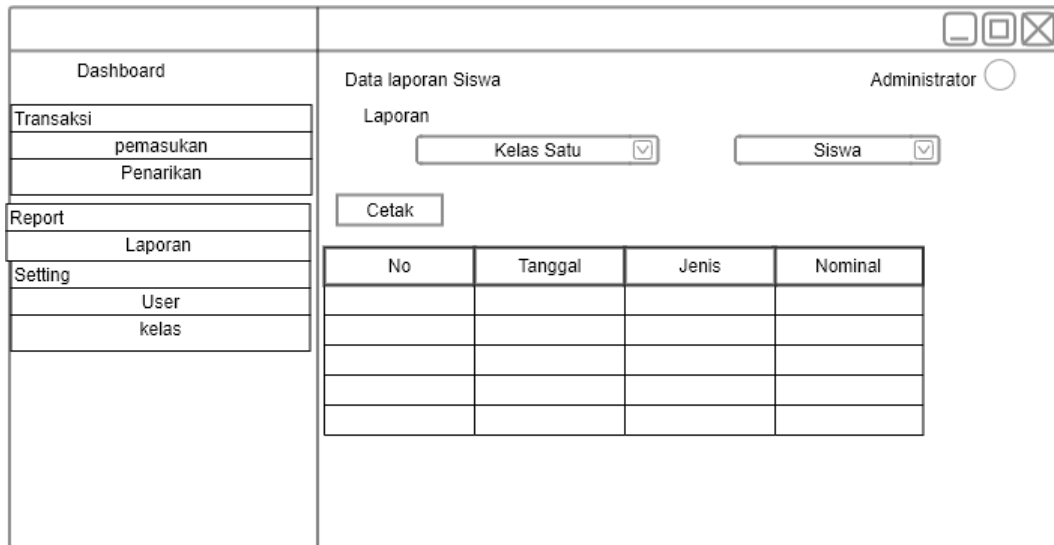 Dashboard
Transaksi
pemasukan
Penarikan
Report
Laporan
Setting
User
kelas
Data laporan Siswa
Administrator
Laporan
Kelas Satu
Siswa
Cetak
No Tanggal Jenis Nominal